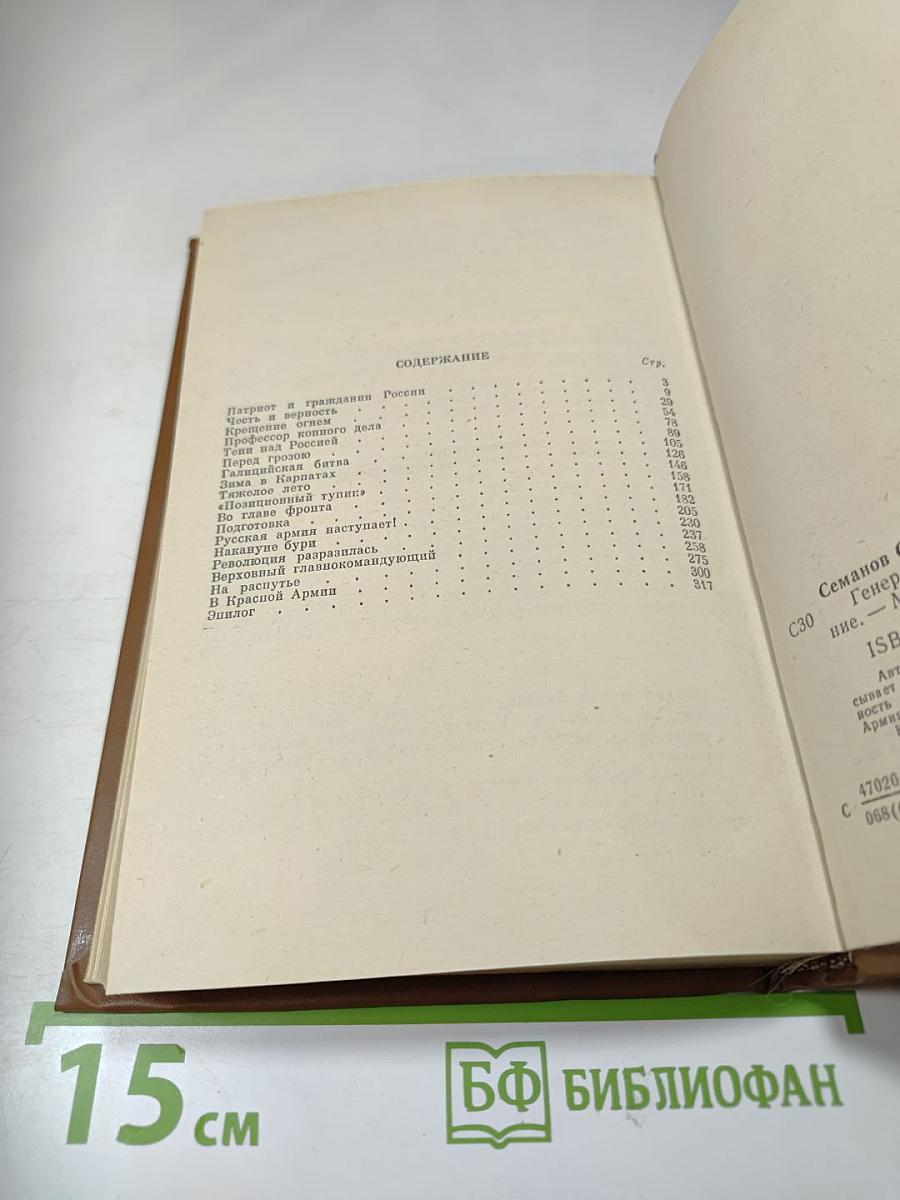 СОДЕРЖАНИЕ
Стр.
Патриот и гражданин России . . . . . . . . . . 3
Честь и верность . . . . . . . . . . 9
Крещение огнем . . . . . . . . . . 29
Профессор конного дела . . . . . . . . . . 54
Тени над Россией . . . . . . . . . . 78
Перед грозою . . . . . . . . . . 89
Галицийская битва . . . . . . . . . . 105
Зима в Карпатах . . . . . . . . . . 126
Тяжелое лето . . . . . . . . . . 146
«Позиционный тупик» . . . . . . . . . . 158
Во главе фронта . . . . . . . . . . 171
Подготовка . . . . . . . . . . 182
Русская армия наступает! . . . . . . . . . . 205
Накануне бури . . . . . . . . . . 230
Революция разразилась . . . . . . . . . . 237
Верховный главнокомандующий . . . . . . . . . . 258
На распутье . . . . . . . . . . 275
В Красной Армии . . . . . . . . . . 300
Эпилог . . . . . . . . . . 317
Семанов С
С30 Генер
ние. — М
ISB
Авт
сывает
ность
Армия
С 47020
068(
15 см
БФ БИБЛИОФАН